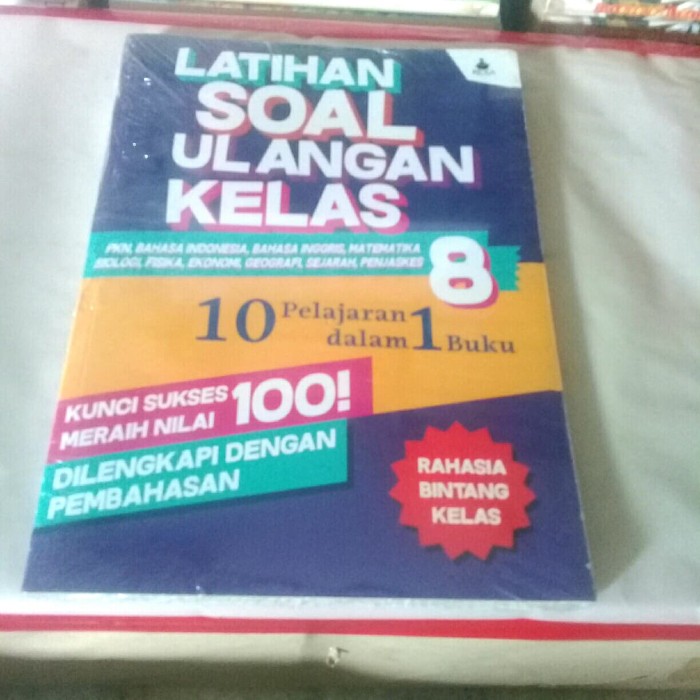 LATIHAN
SOAL
ULANGAN
KELAS
8
PKN, BAHASA INDONESIA, BAHASA INGGRIS, MATEMATIKA
BIOLOGI, FISIKA, EKONOMI, GEOGRAFI, SEJARAH, PENJASKES
10 Pelajaran
dalam 1 Buku
KUNCI SUKSES
MERAIH NILAI 100!
DILENGKAPI DENGAN
PEMBAHASAN
RAHASIA
BINTANG
KELAS